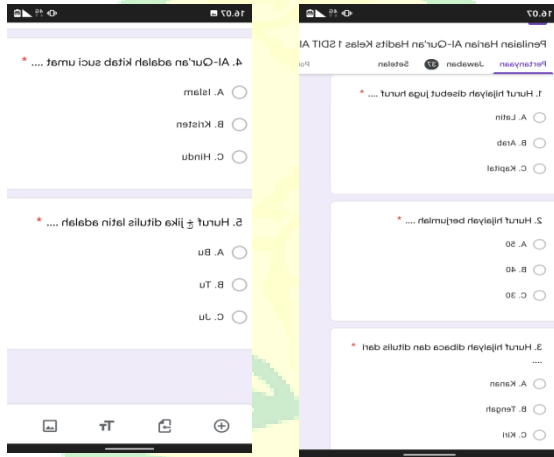 16.07
Penilaian Harian Al-Qur'an Hadits Kelas 1 SDIT Al
Pertanyaan Jawaban 37 Setelan
1. Huruf hijaiyah disebut juga huruf .... *
A. Latin
B. Arab
C. Kapital
2. Huruf hijaiyah berjumlah .... *
A. 50
B. 40
C. 30
3. Huruf hijaiyah dibaca dan ditulis dari *
....
A. Kanan
B. Tengah
C. Kiri
16.07
4. Al-Qur'an adalah kitab suci umat .... *
A. Islam
B. Kristen
C. Hindu
5. Huruf jika ditulis latin adalah .... *
A. Bu
B. Tu
C. Ju